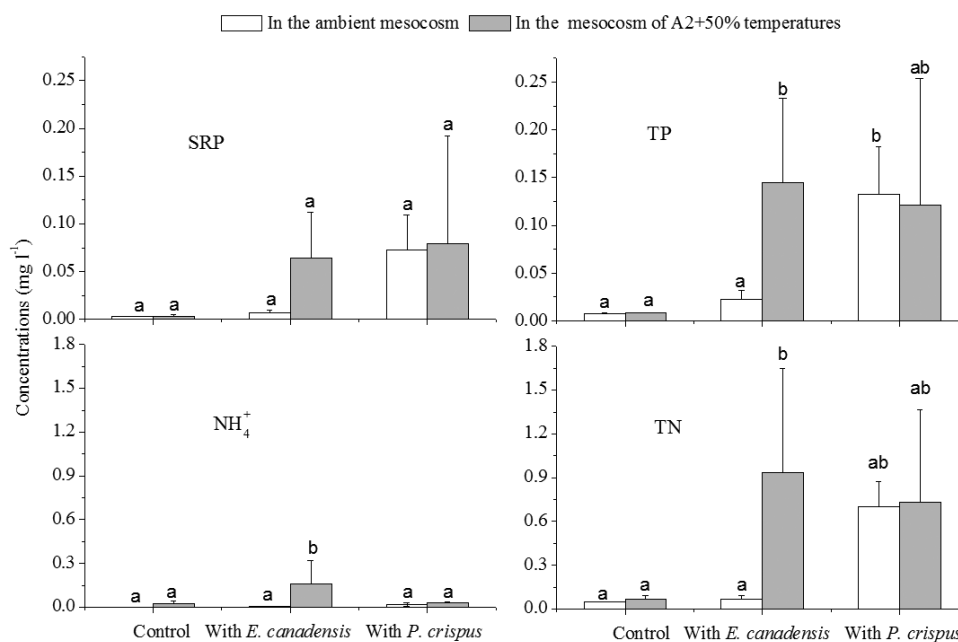 In the ambient mesocosm In the mesocosm of A2+50% temperatures
Concentrations (mg l-1)
0.25
0.20
0.15
0.10
0.05
0.00
SRP
a a a a a a
0.25
0.20
0.15
0.10
0.05
0.00
TP
a a a b b ab
1.8
1.5
1.2
0.9
0.6
0.3
0.0
NH4+
a a a b a a
Control With E. canadensis With P. crispus
1.8
1.5
1.2
0.9
0.6
0.3
0.0
TN
a a a b ab ab
Control With E. canadensis With P. crispus